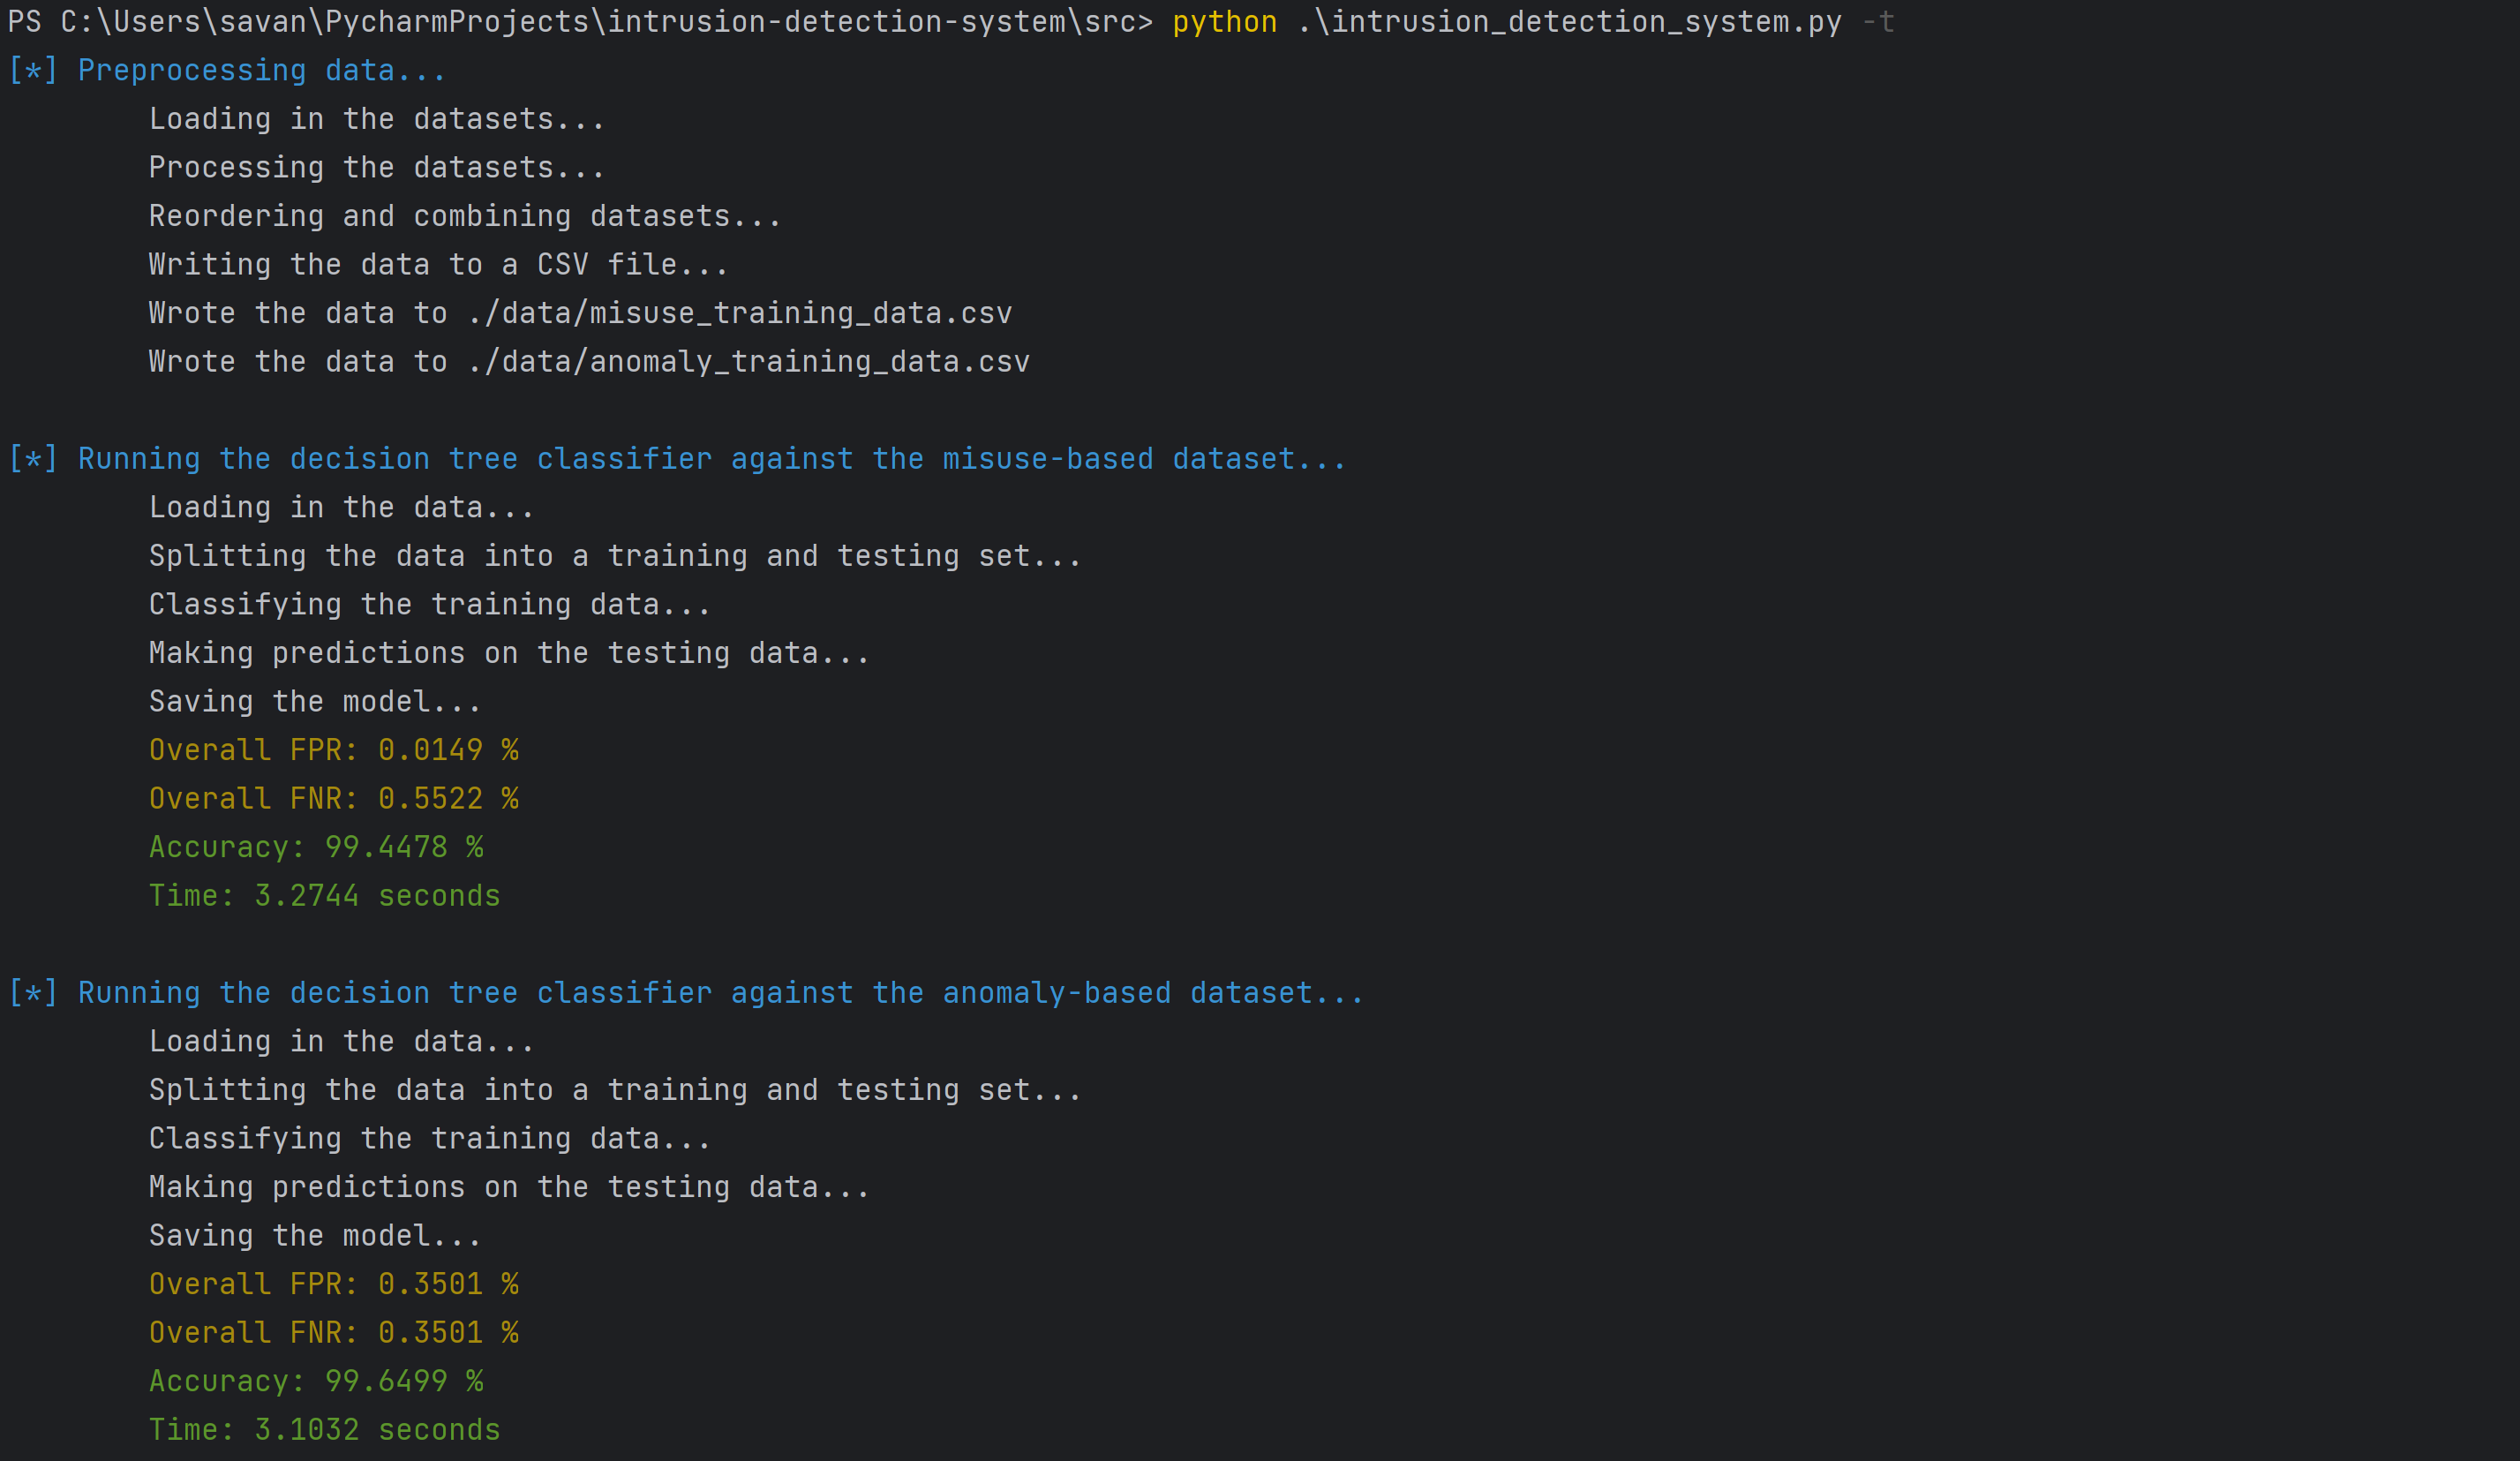 PS C:\Users\savan\PycharmProjects\intrusion-detection-system\src> python .\intrusion_detection_system.py -t
[*] Preprocessing data...
Loading in the datasets...
Processing the datasets...
Reordering and combining datasets...
Writing the data to a CSV file...
Wrote the data to ./data/misuse_training_data.csv
Wrote the data to ./data/anomaly_training_data.csv
[*] Running the decision tree classifier against the misuse-based dataset...
Loading in the data...
Splitting the data into a training and testing set...
Classifying the training data...
Making predictions on the testing data...
Saving the model...
Overall FPR: 0.0149 %
Overall FNR: 0.5522 %
Accuracy: 99.4478 %
Time: 3.2744 seconds
[*] Running the decision tree classifier against the anomaly-based dataset...
Loading in the data...
Splitting the data into a training and testing set...
Classifying the training data...
Making predictions on the testing data...
Saving the model...
Overall FPR: 0.3501 %
Overall FNR: 0.3501 %
Accuracy: 99.6499 %
Time: 3.1032 seconds